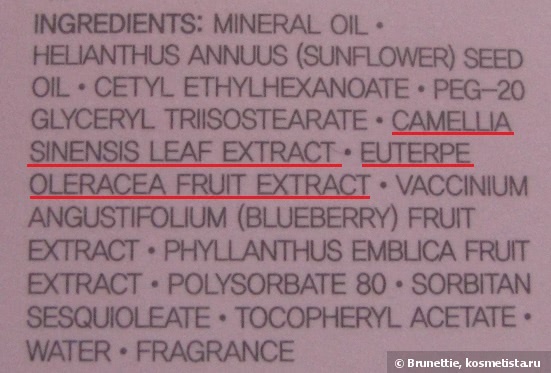 INGREDIENTS: MINERAL OIL •
HELIANTHUS ANNUUS (SUNFLOWER) SEED
OIL • CETYL ETHYLHEXANOATE • PEG–20
GLYCERYL TRIISOSTEARATE • CAMELLIA
SINENSIS LEAF EXTRACT • EUTERPE
OLERACEA FRUIT EXTRACT • VACCINIUM
ANGUSTIFOLIUM (BLUEBERRY) FRUIT
EXTRACT • PHYLLANTHUS EMBLICA FRUIT
EXTRACT • POLYSORBATE 80 • SORBITAN
SESQUIOLEATE • TOCOPHERYL ACETATE •
WATER • FRAGRANCE
© Brunettie, kosmetista.ru